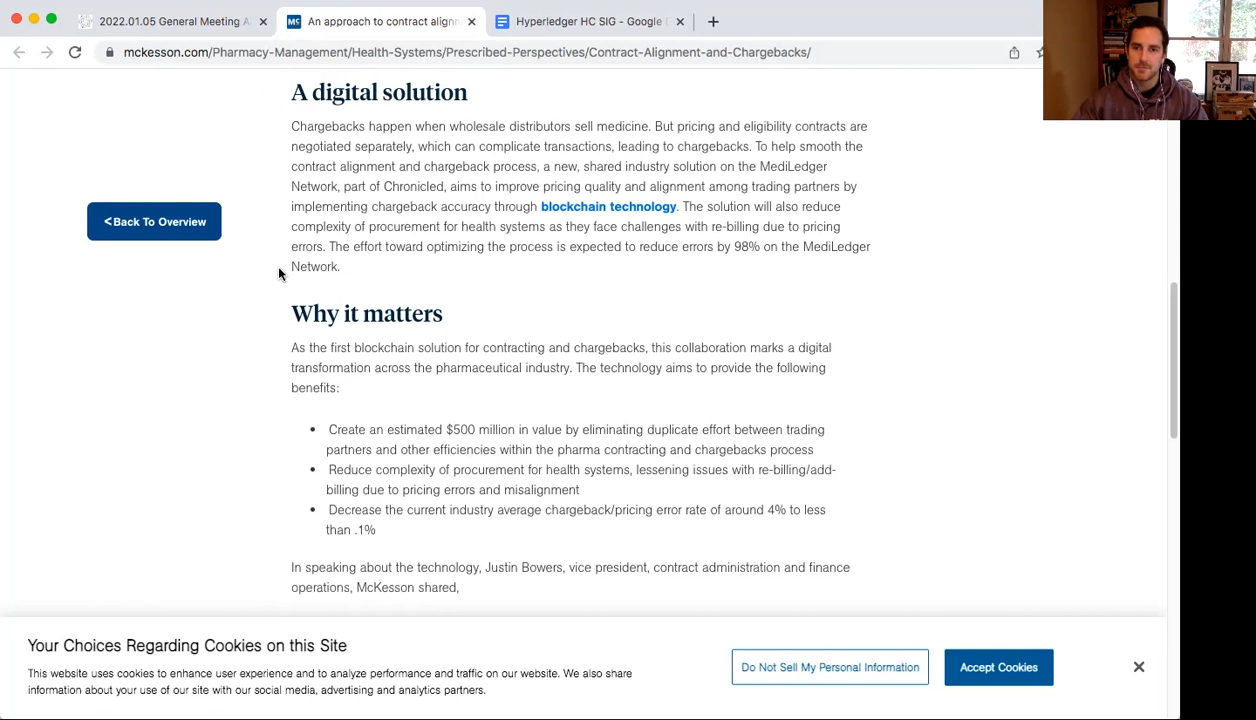 2022.01.05 General Meeting A
An approach to contract alignm
Hyperledger HC SIG - Google D
mckesson.com/Pharmacy-Management/Health-Systems/Prescribed-Perspectives/Contract-Alignment-and-Chargebacks/
A digital solution
Chargebacks happen when wholesale distributors sell medicine. But pricing and eligibility contracts are
negotiated separately, which can complicate transactions, leading to chargebacks. To help smooth the
contract alignment and chargeback process, a new, shared industry solution on the MediLedger
Network, part of Chronicled, aims to improve pricing quality and alignment among trading partners by
implementing chargeback accuracy through blockchain technology. The solution will also reduce
complexity of procurement for health systems as they face challenges with re-billing due to pricing
errors. The effort toward optimizing the process is expected to reduce errors by 98% on the MediLedger
Network.
<Back To Overview
Why it matters
As the first blockchain solution for contracting and chargebacks, this collaboration marks a digital
transformation across the pharmaceutical industry. The technology aims to provide the following
benefits:
• Create an estimated $500 million in value by eliminating duplicate effort between trading
partners and other efficiencies within the pharma contracting and chargebacks process
• Reduce complexity of procurement for health systems, lessening issues with re-billing/add-
billing due to pricing errors and misalignment
• Decrease the current industry average chargeback/pricing error rate of around 4% to less
than .1%
In speaking about the technology, Justin Bowers, vice president, contract administration and finance
operations, McKesson shared,
Your Choices Regarding Cookies on this Site
This website uses cookies to enhance user experience and to analyze performance and traffic on our website. We also share
information about your use of our site with our social media, advertising and analytics partners.
Do Not Sell My Personal Information
Accept Cookies